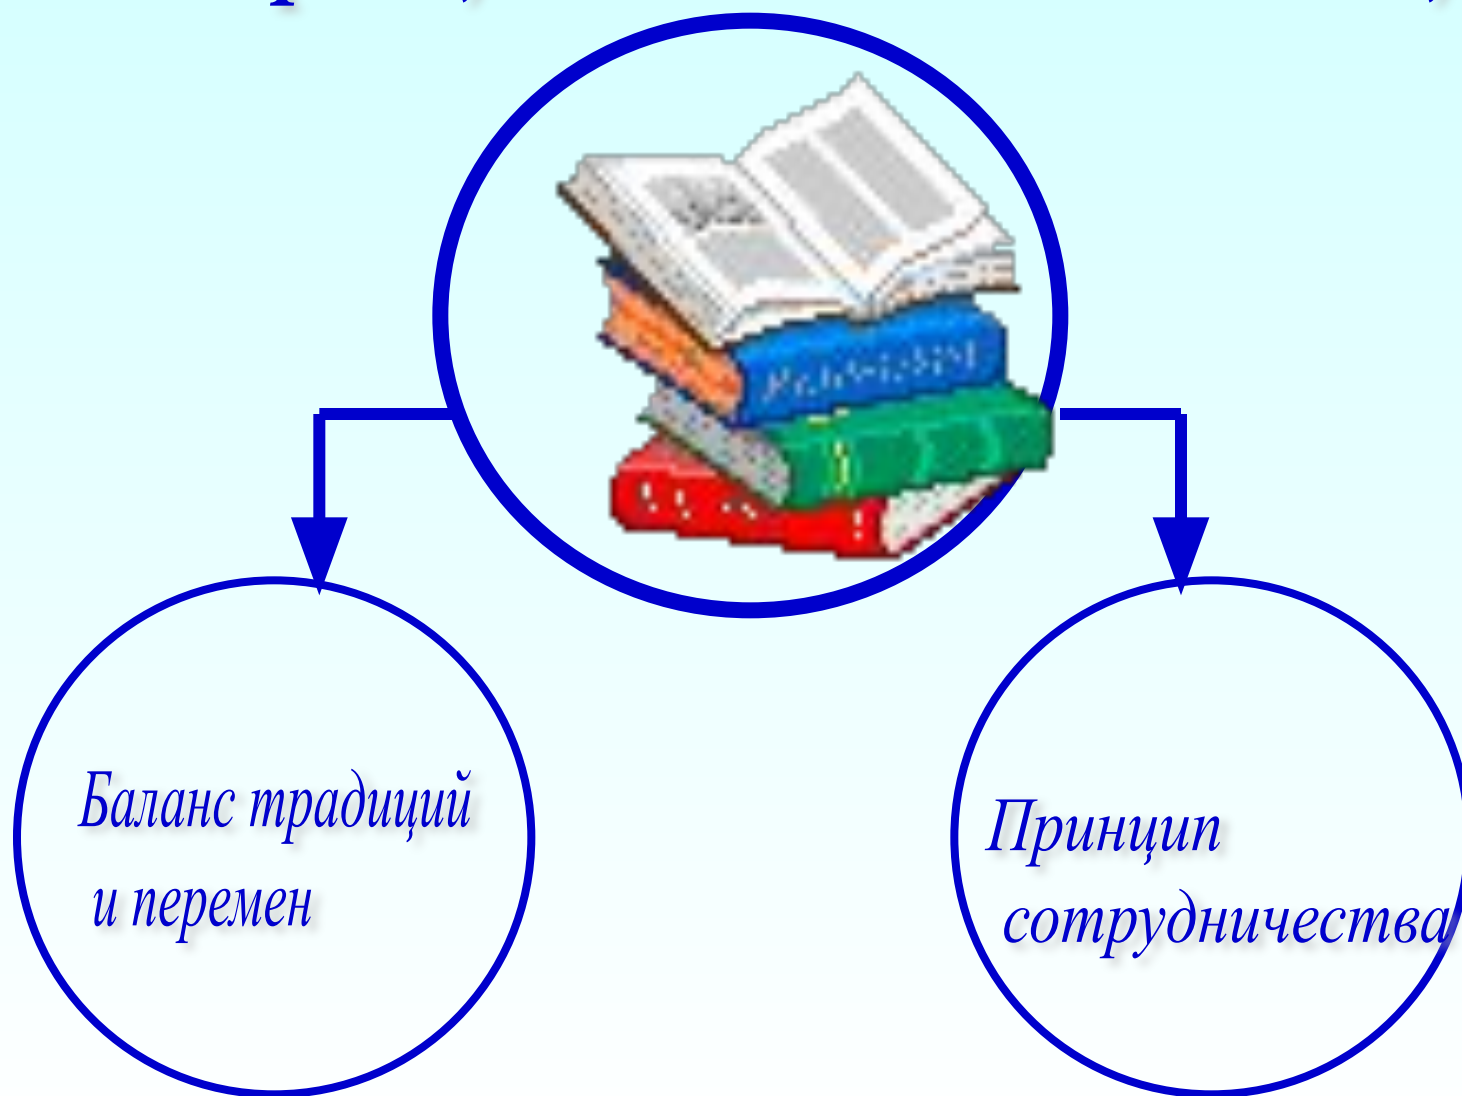 Баланс традиций
и перемен
Принцип
сотрудничества